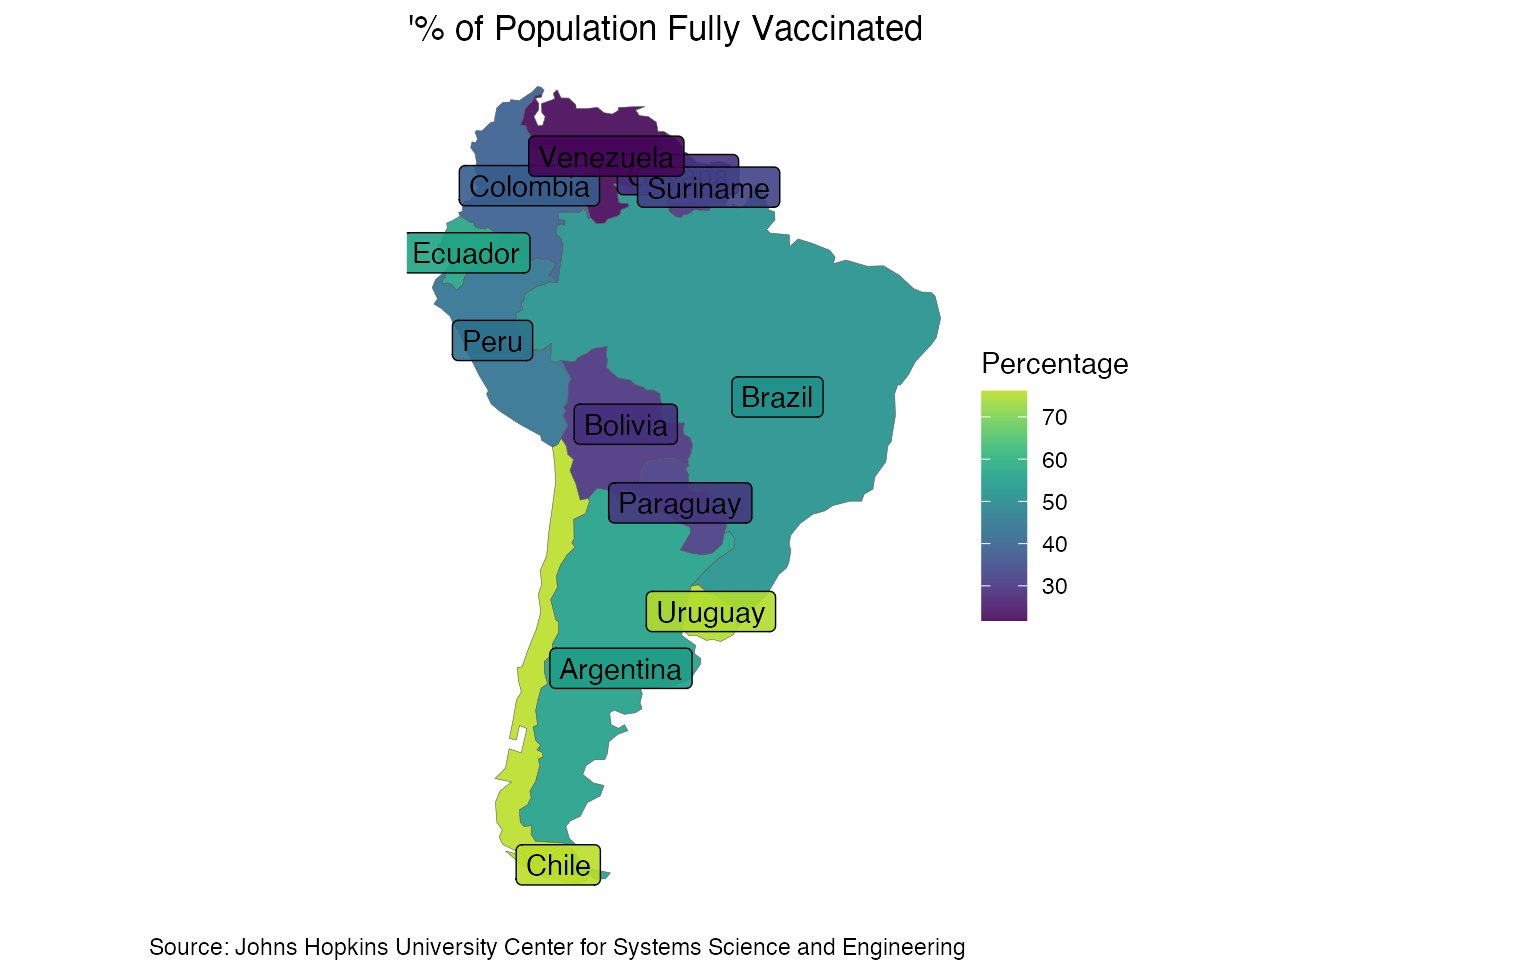 '% of Population Fully Vaccinated
Venezuela
Colombia
Suriname
Ecuador
Peru
Brazil
Bolivia
Paraguay
Uruguay
Argentina
Chile
Percentage
70
60
50
40
30
Source: Johns Hopkins University Center for Systems Science and Engineering